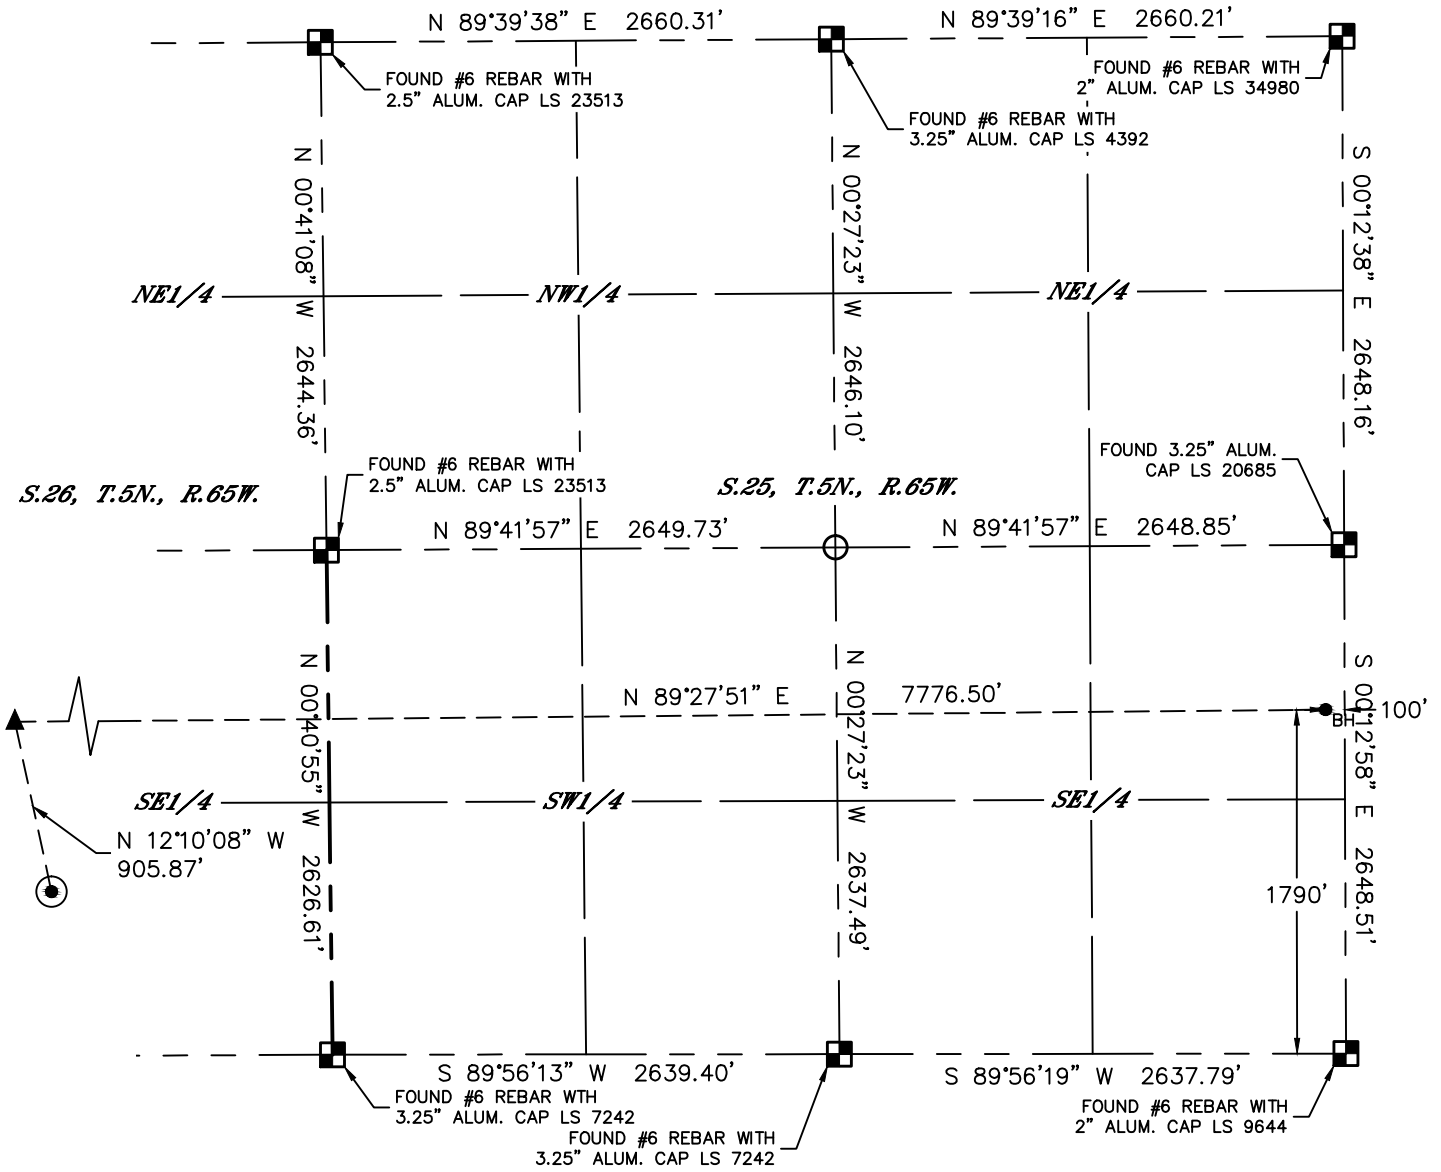 N 89°39'38" E 2660.31'
N 89°39'16" E 2660.21'
FOUND #6 REBAR WITH
2.5" ALUM. CAP LS 23513
FOUND #6 REBAR WITH
2" ALUM. CAP LS 34980
FOUND #6 REBAR WITH
3.25" ALUM. CAP LS 4392
N 00°41'08" W 2644.36'
N 00°27'23" W 2646.10'
S 00°12'38" E 2648.16'
NE1/4
NW1/4
NE1/4
FOUND #6 REBAR WITH
2.5" ALUM. CAP LS 23513
FOUND 3.25" ALUM.
CAP LS 20685
S.26, T.5N., R.65W.
S.25, T.5N., R.65W.
N 89°41'57" E 2649.73'
N 89°41'57" E 2648.85'
N 00°40'55" W 2626.61'
N 00°27'23" W 2637.49'
S 00°12'58" E 2648.51'
N 89°27'51" E 7776.50'
BH
100'
SE1/4
SW1/4
SE1/4
N 12°10'08" W
905.87'
1790'
S 89°56'13" W 2639.40'
S 89°56'19" W 2637.79'
FOUND #6 REBAR WTH
3.25" ALUM. CAP LS 7242
FOUND #6 REBAR WITH
3.25" ALUM. CAP LS 7242
FOUND #6 REBAR WITH
2" ALUM. CAP LS 9644